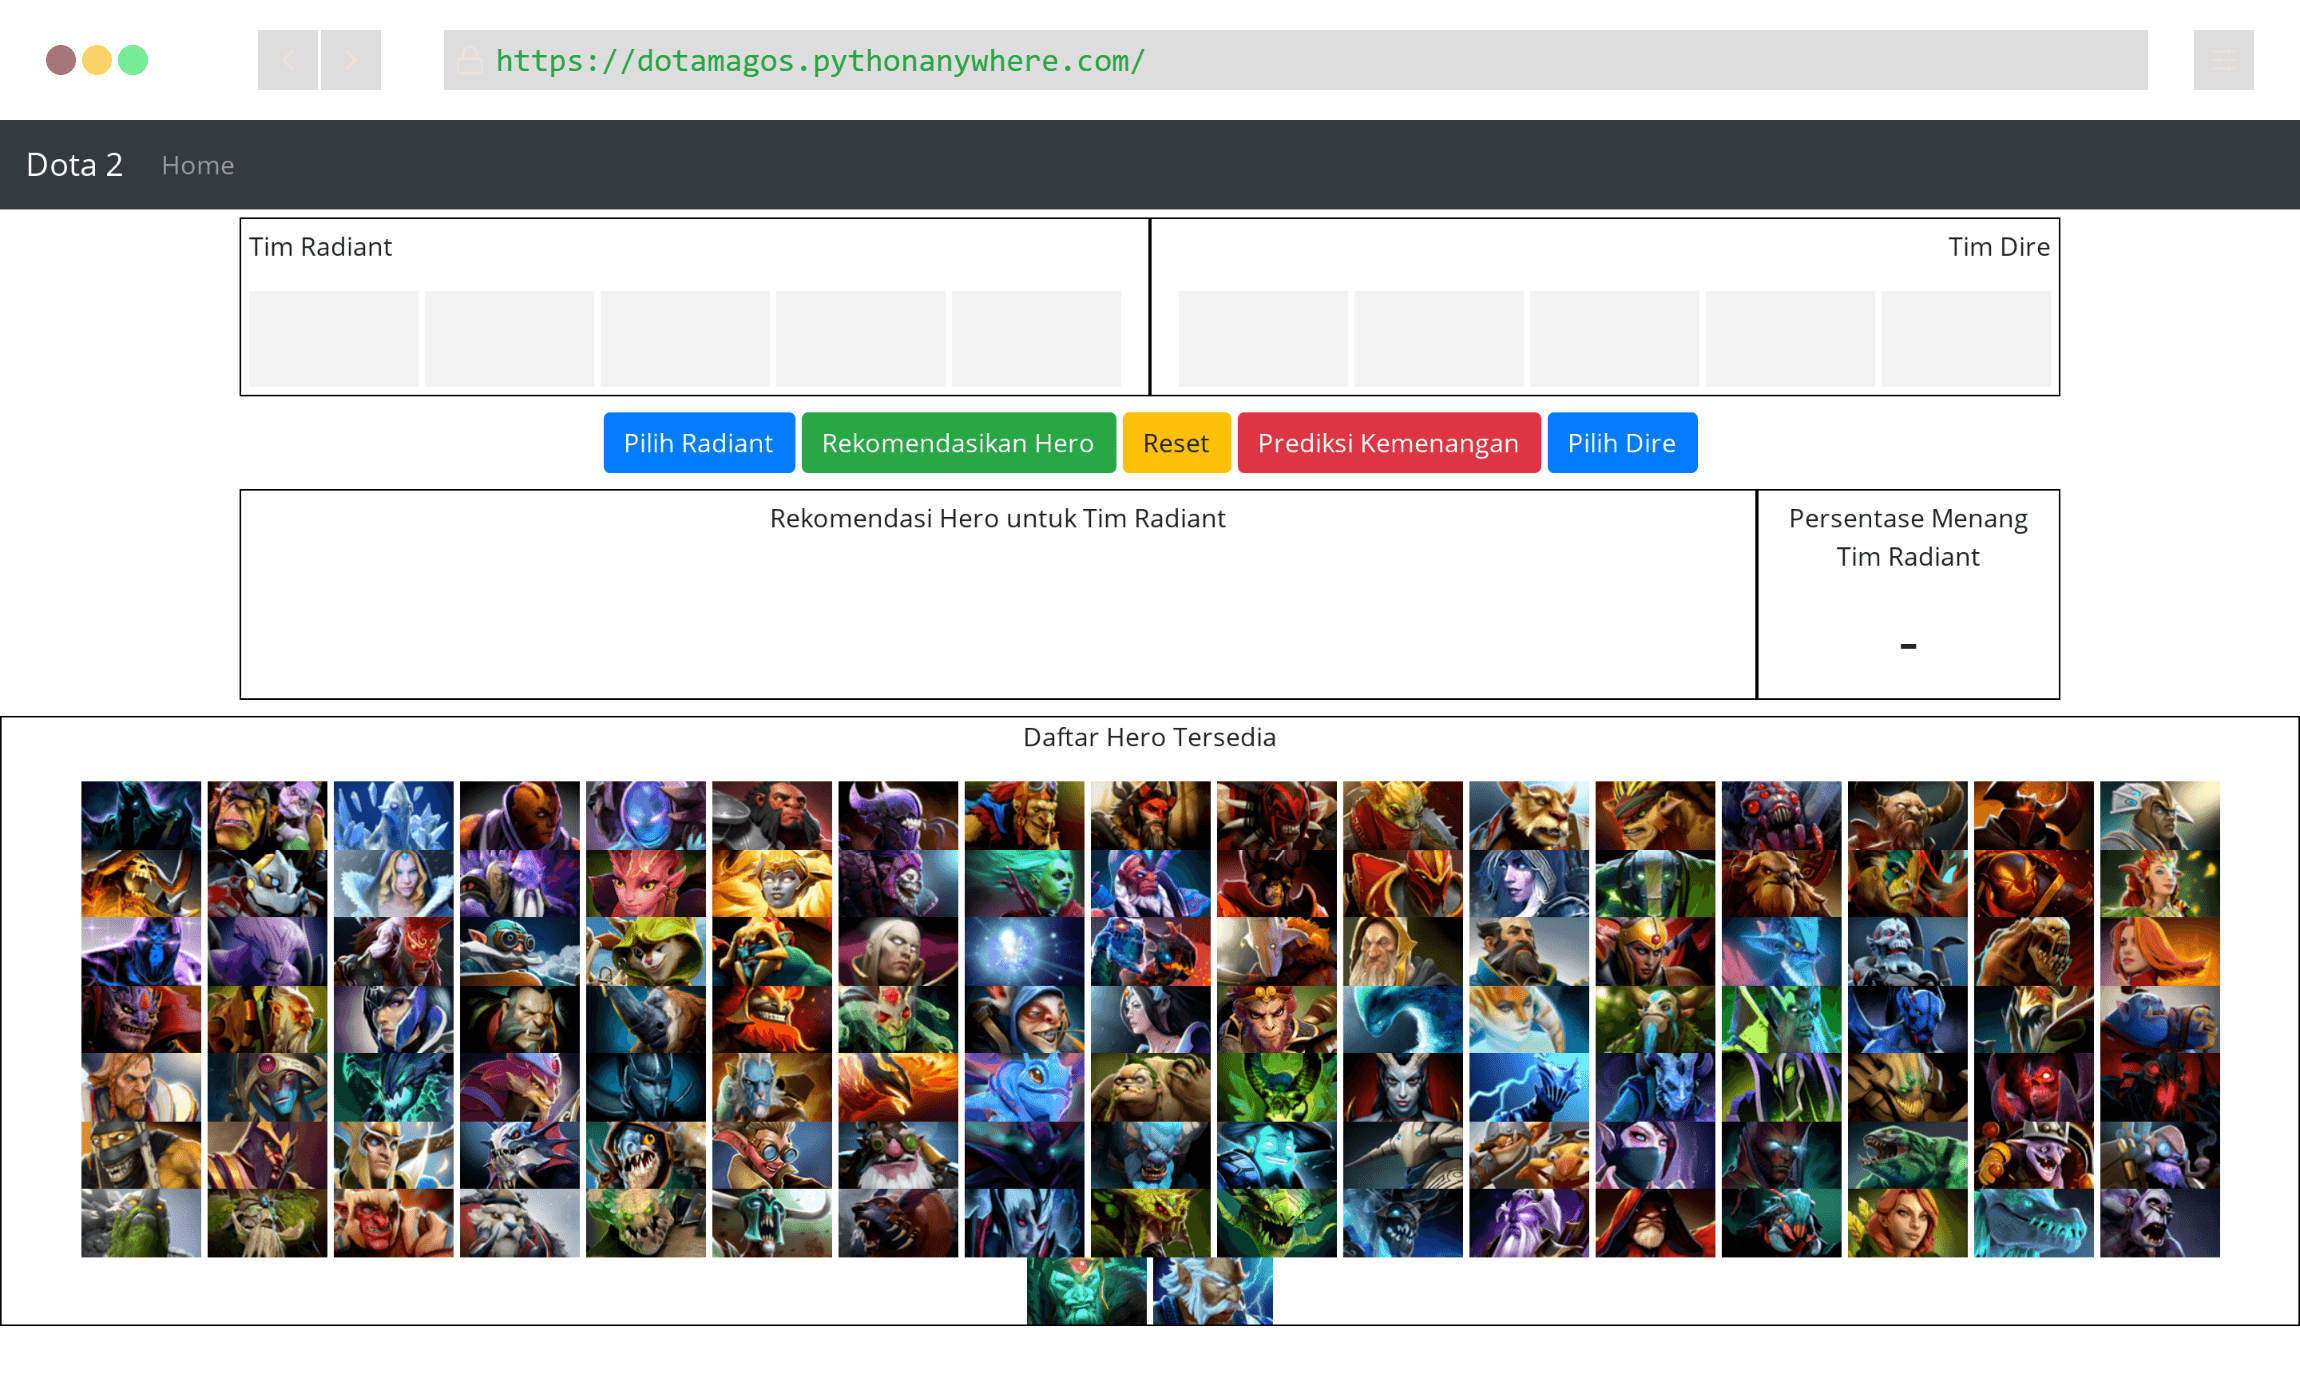 https://dotamagos.pythonanywhere.com/
Dota 2 Home
Tim Radiant
Tim Dire
Pilih Radiant Rekomendasikan Hero Reset Prediksi Kemenangan Pilih Dire
Rekomendasi Hero untuk Tim Radiant
Persentase Menang
Tim Radiant
-
Daftar Hero Tersedia